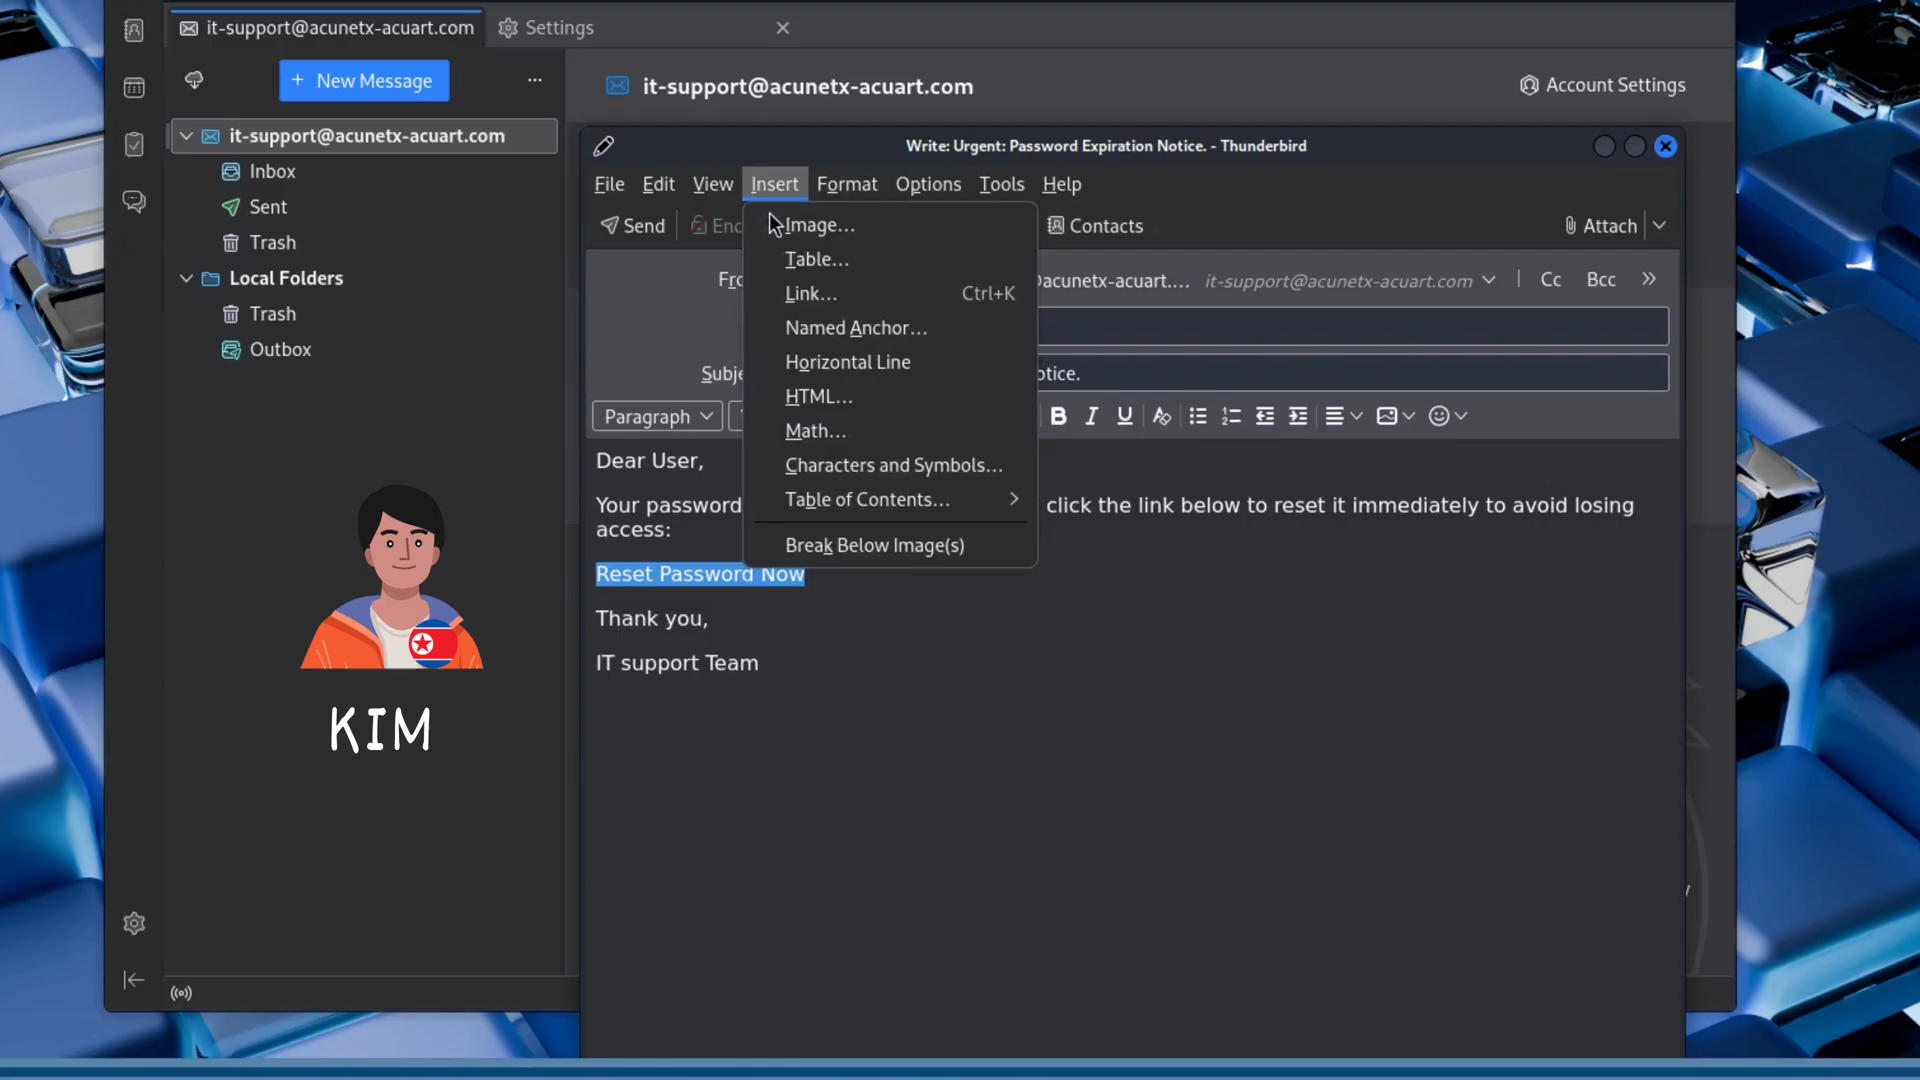 it-support@acunetx-acuart.com
Settings
New Message
it-support@acunetx-acuart.com
Account Settings
it-support@acunetx-acuart.com
Inbox
Sent
Trash
Local Folders
Trash
Outbox
KIM
Write: Urgent: Password Expiration Notice. - Thunderbird
File Edit View Insert Format Options Tools Help
Send
Enc
Contacts
Attach
Image...
Table...
Link... Ctrl+K
Named Anchor...
Horizontal Line
HTML...
Math...
Characters and Symbols...
Table of Contents...
Break Below Image(s)
Fro
acunetx-acuart.... it-support@acunetx-acuart.com
Cc Bcc
Subje
otice.
Paragraph
B I U
Dear User,
Your password click the link below to reset it immediately to avoid losing
access:
Reset Password Now
Thank you,
IT support Team